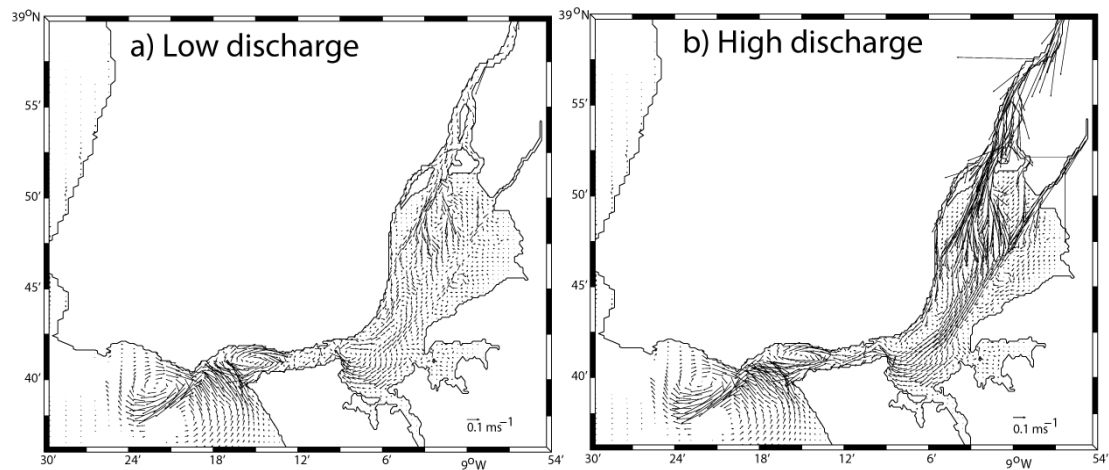 39°N
a) Low discharge
55'
50'
45'
40'
0.1 ms⁻¹
30'
24'
18'
12'
6'
9°W
54'
39°N
b) High discharge
55'
50'
45'
40'
0.1 ms⁻¹
30'
24'
18'
12'
6'
9°W
54'